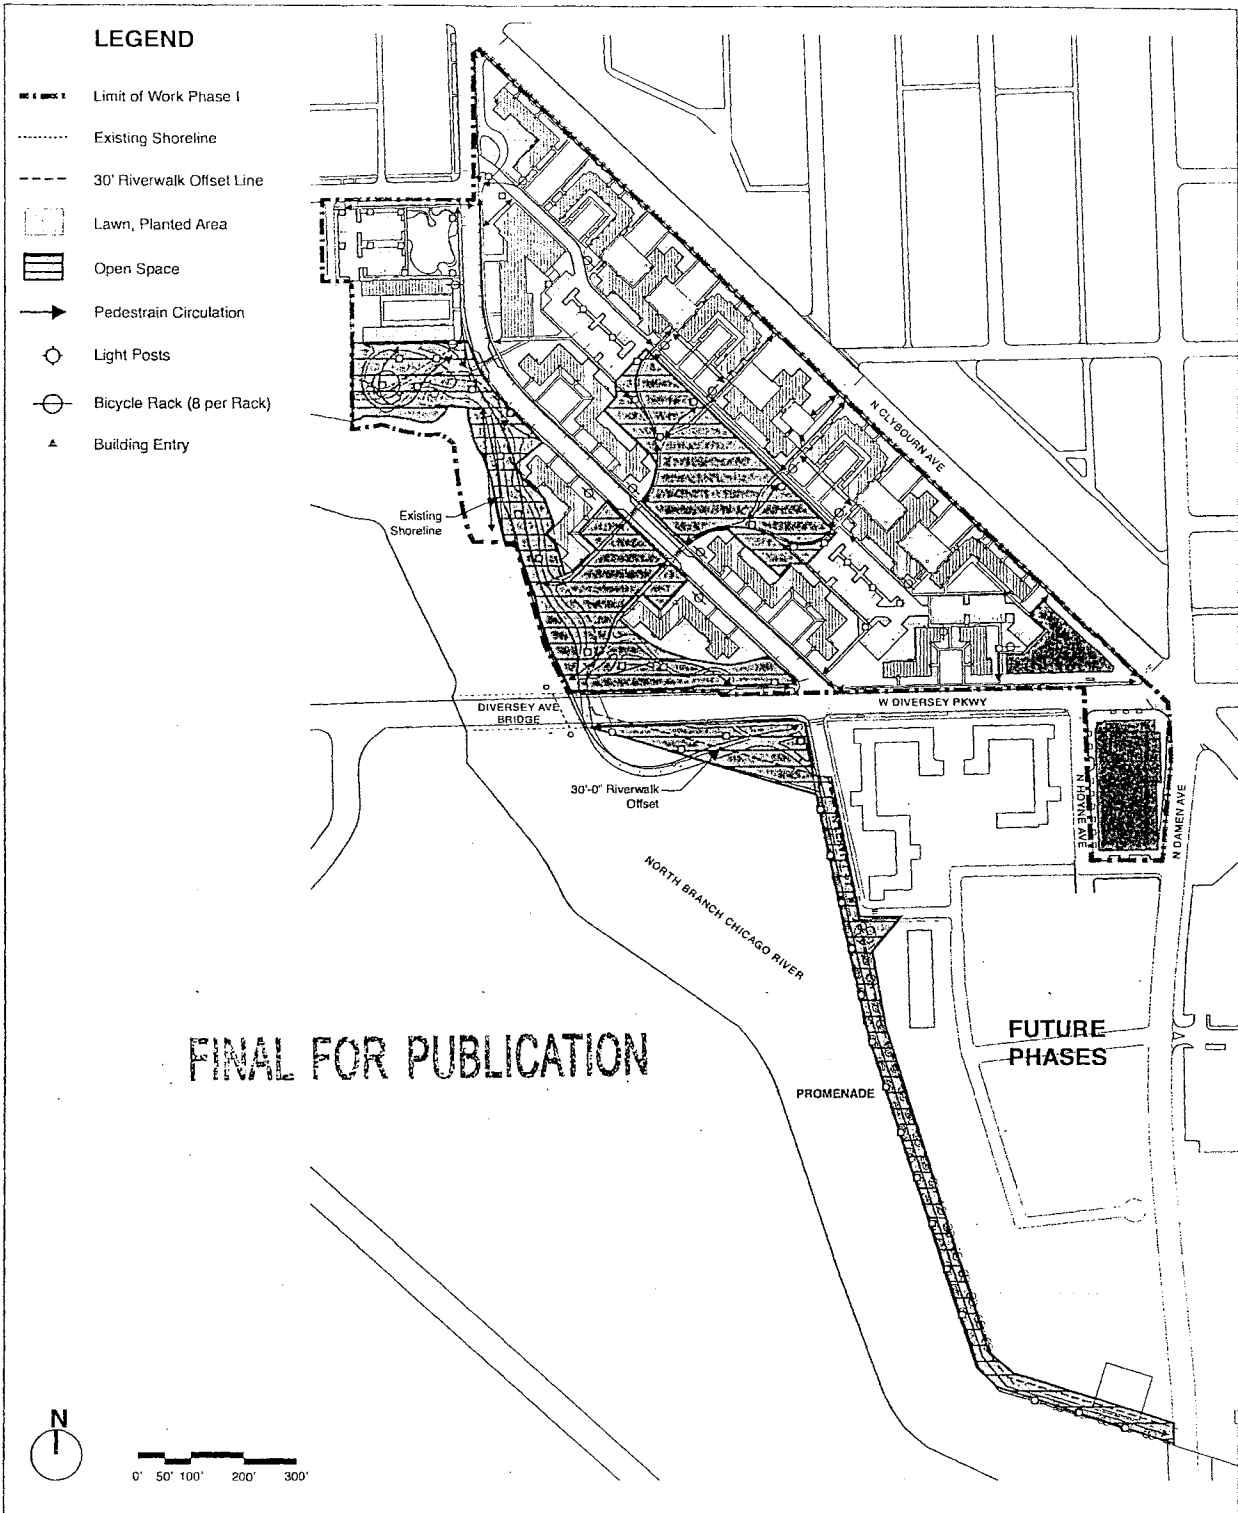 LEGEND
Limit of Work Phase I
Existing Shoreline
30' Riverwalk Offset Line
Lawn, Planted Area
Open Space
Pedestrain Circulation
Light Posts
Bicycle Rack (8 per Rack)
Building Entry
N CLYBOURN AVE
Existing
Shoreline
DIVERSEY AVE
BRIDGE
W DIVERSEY PKWY
30'-0" Riverwalk
Offset
N HOYNE AVE
N DAMEN AVE
NORTH BRANCH CHICAGO RIVER
FINAL FOR PUBLICATION
FUTURE
PHASES
PROMENADE
N
0' 50' 100' 200' 300'